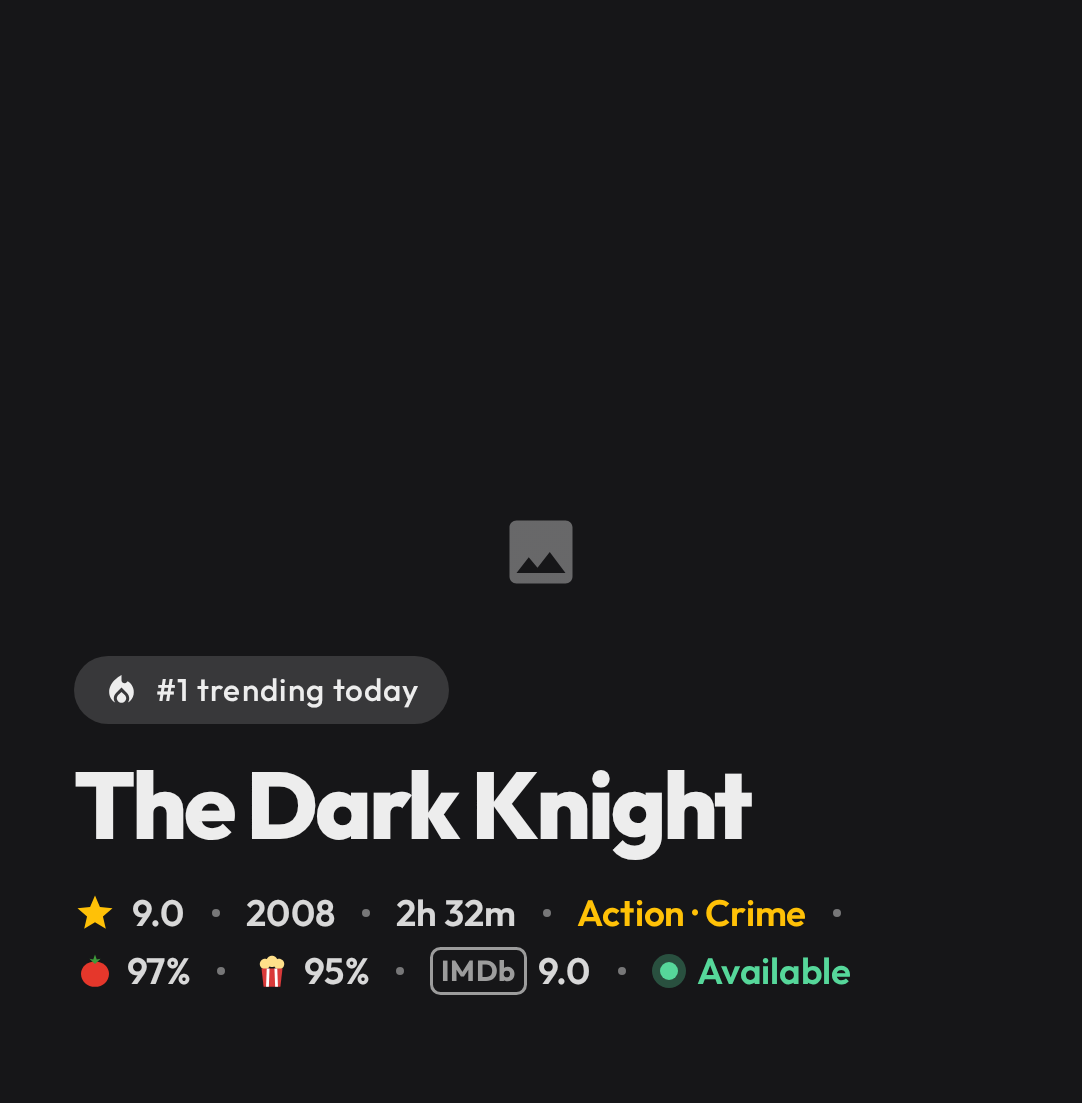 #1 trending today
The Dark Knight
9.0 • 2008 • 2h 32m • Action · Crime •
97% • 95% • IMDb 9.0 • Available